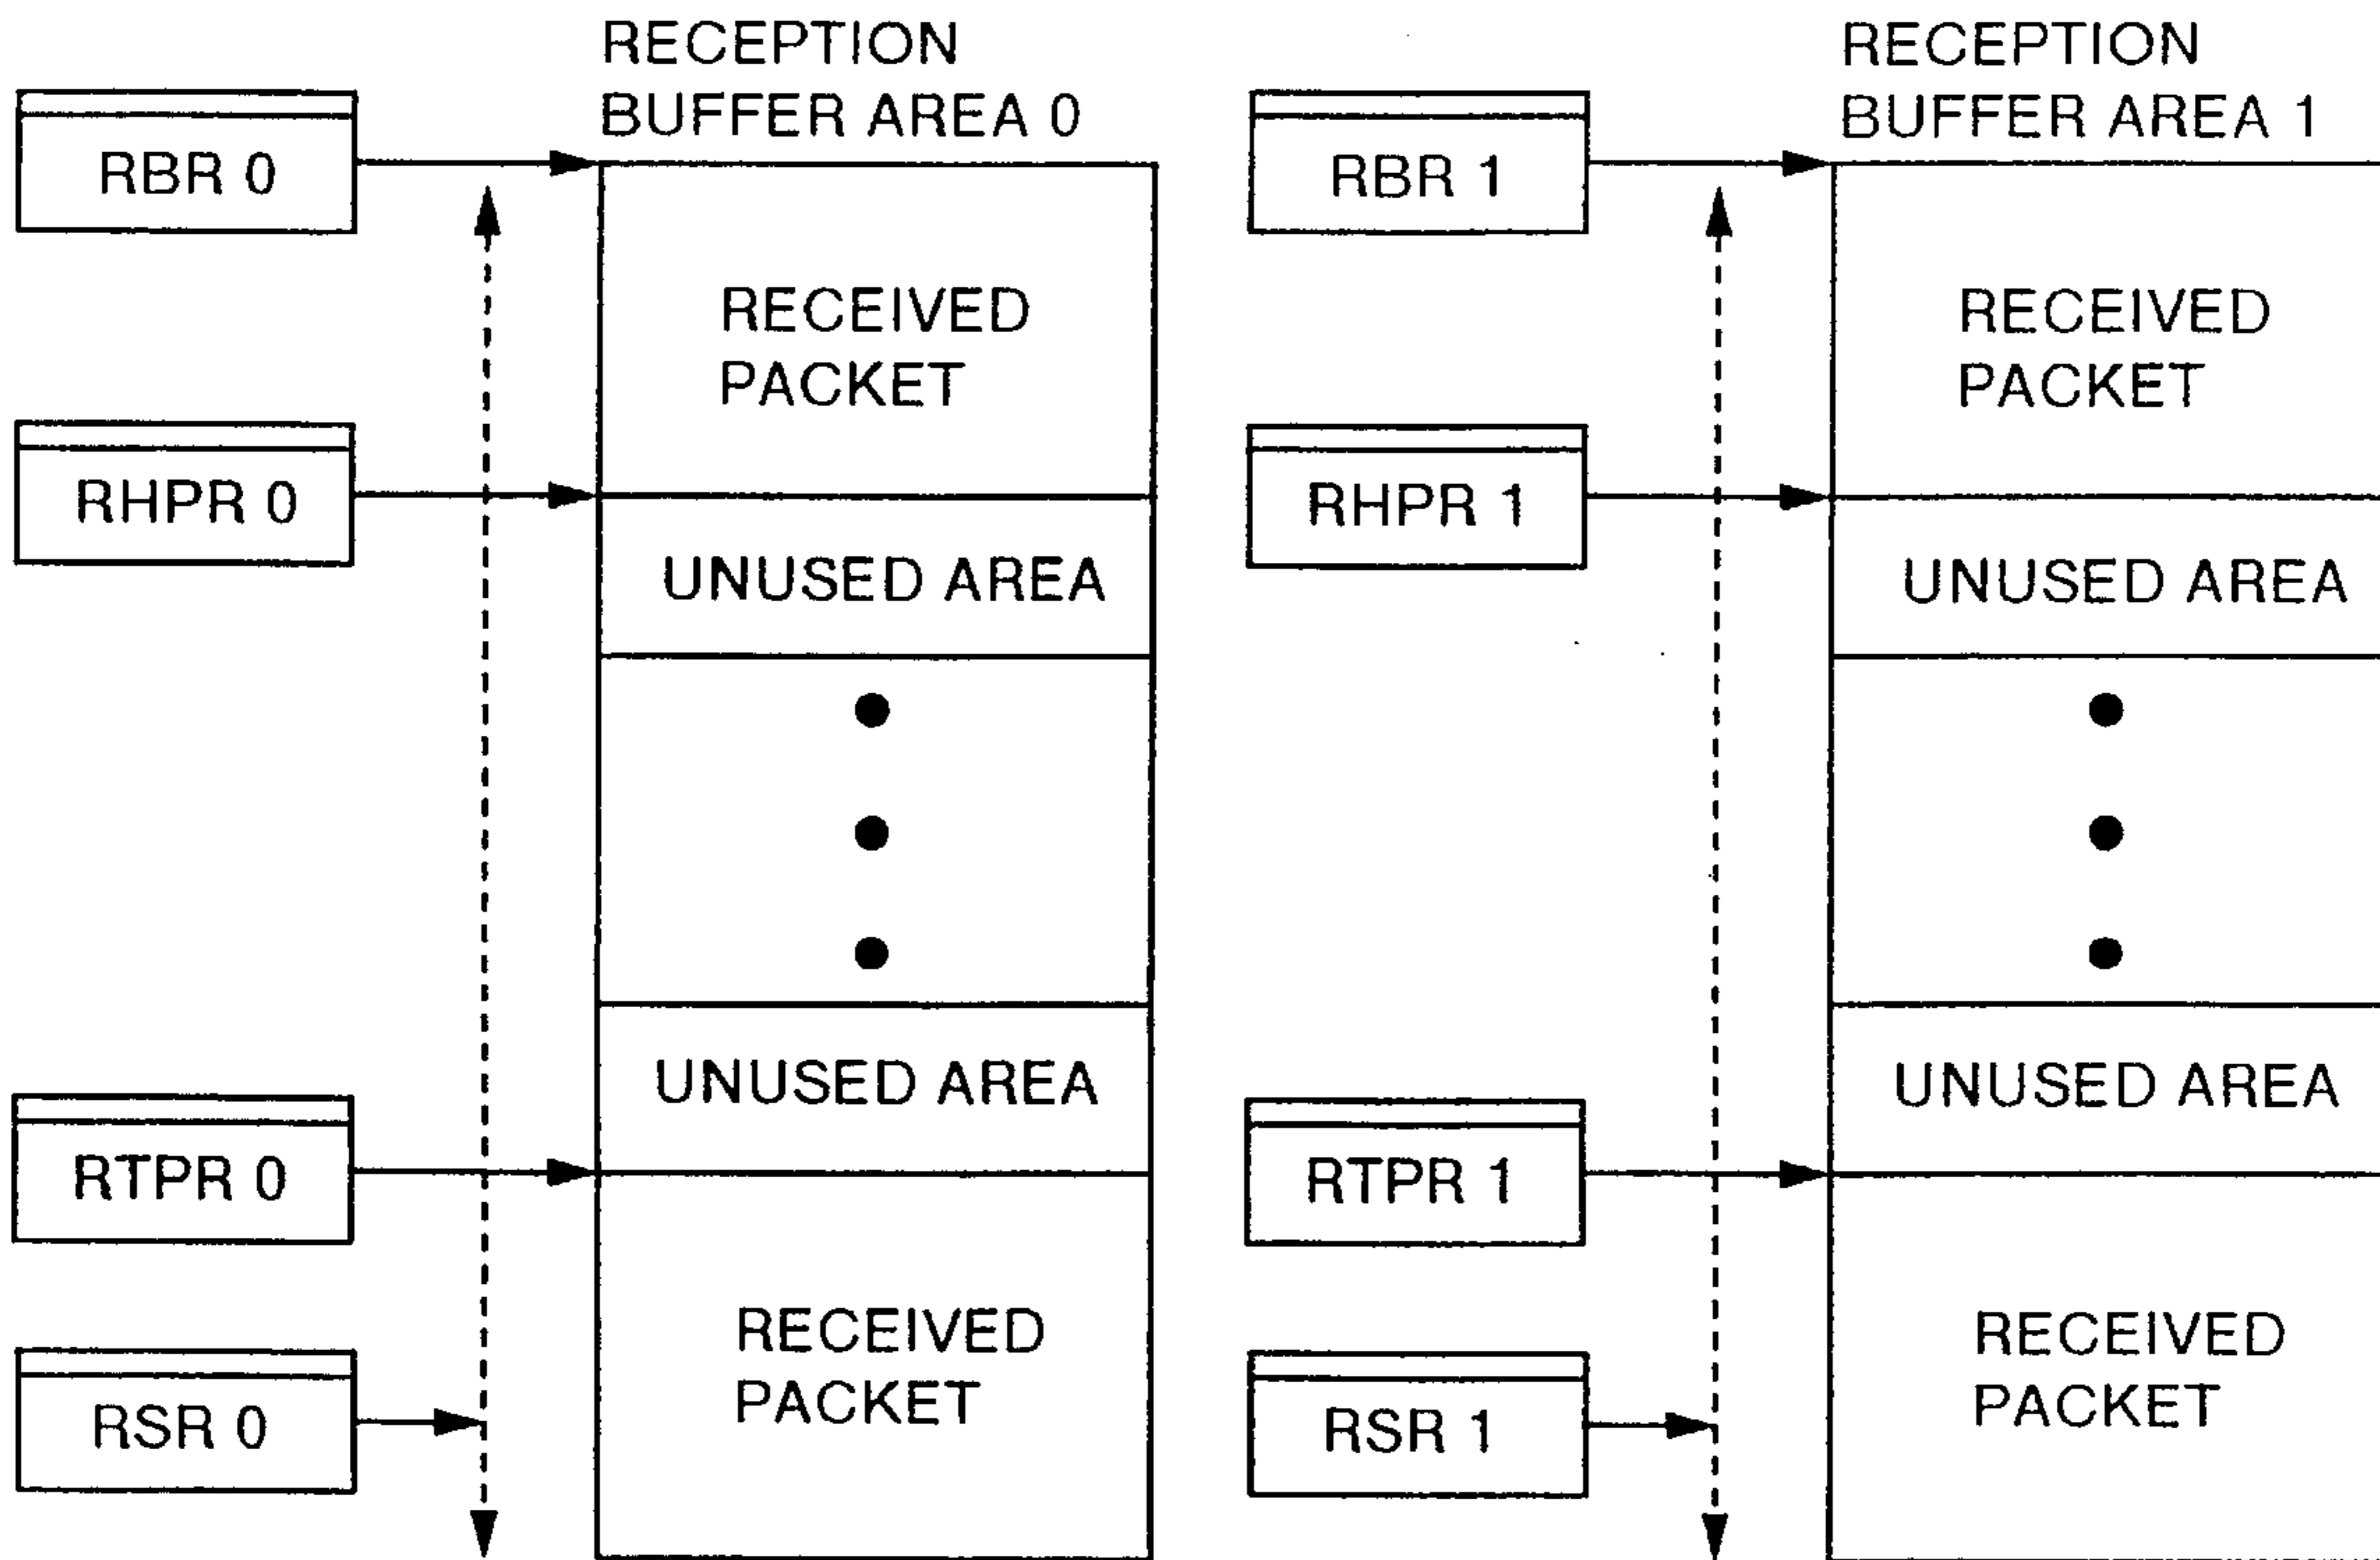 RECEPTION
BUFFER AREA 0
RBR 0
RECEIVED
PACKET
RHPR 0
UNUSED AREA
UNUSED AREA
RTPR 0
RECEIVED
PACKET
RSR 0
RECEPTION
BUFFER AREA 1
RBR 1
RECEIVED
PACKET
RHPR 1
UNUSED AREA
UNUSED AREA
RTPR 1
RECEIVED
PACKET
RSR 1